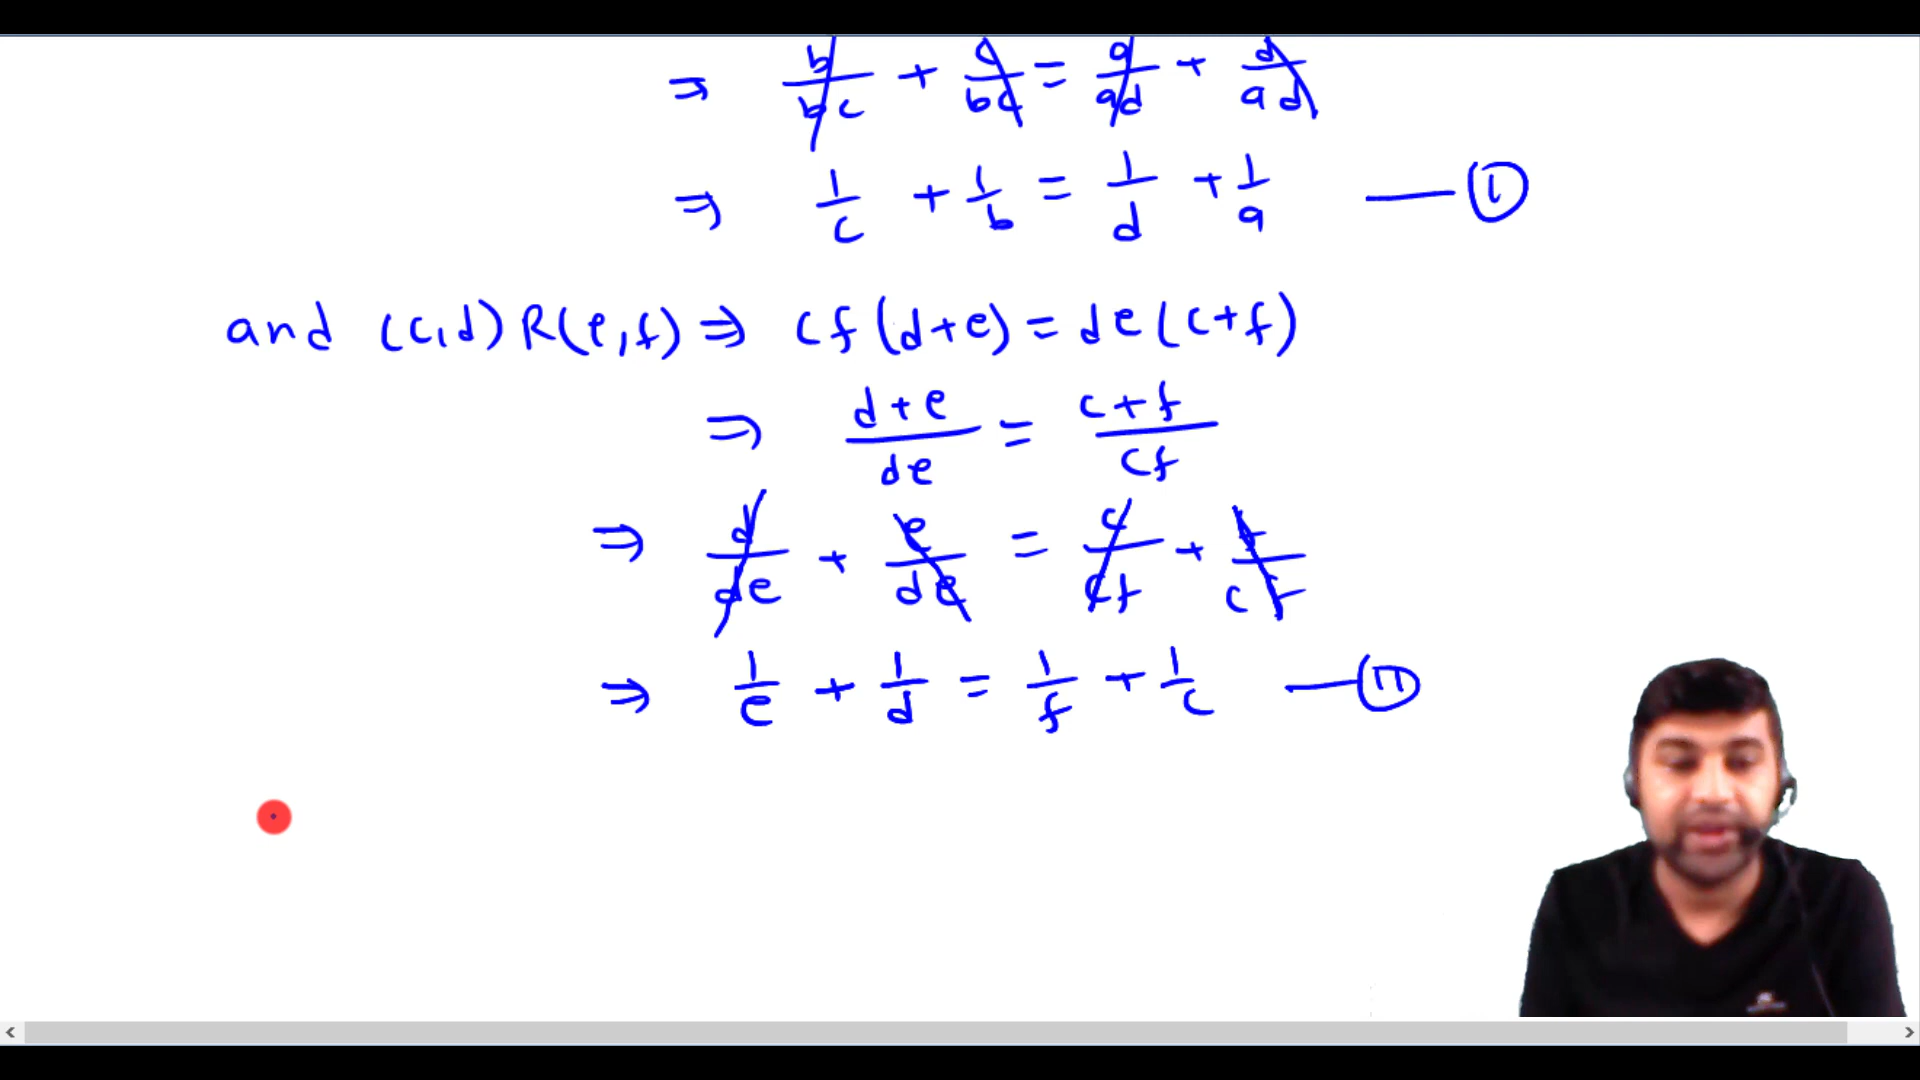 ⇒ b/bc + c/bc = a/ad + d/ad
⇒ 1/c + 1/b = 1/d + 1/a — (I)
and (c,d) R (e,f) ⇒ cf(d+e) = de(c+f)
⇒ d+e/de = c+f/cf
⇒ d/de + e/de = c/cf + f/cf
⇒ 1/e + 1/d = 1/f + 1/c — (II)